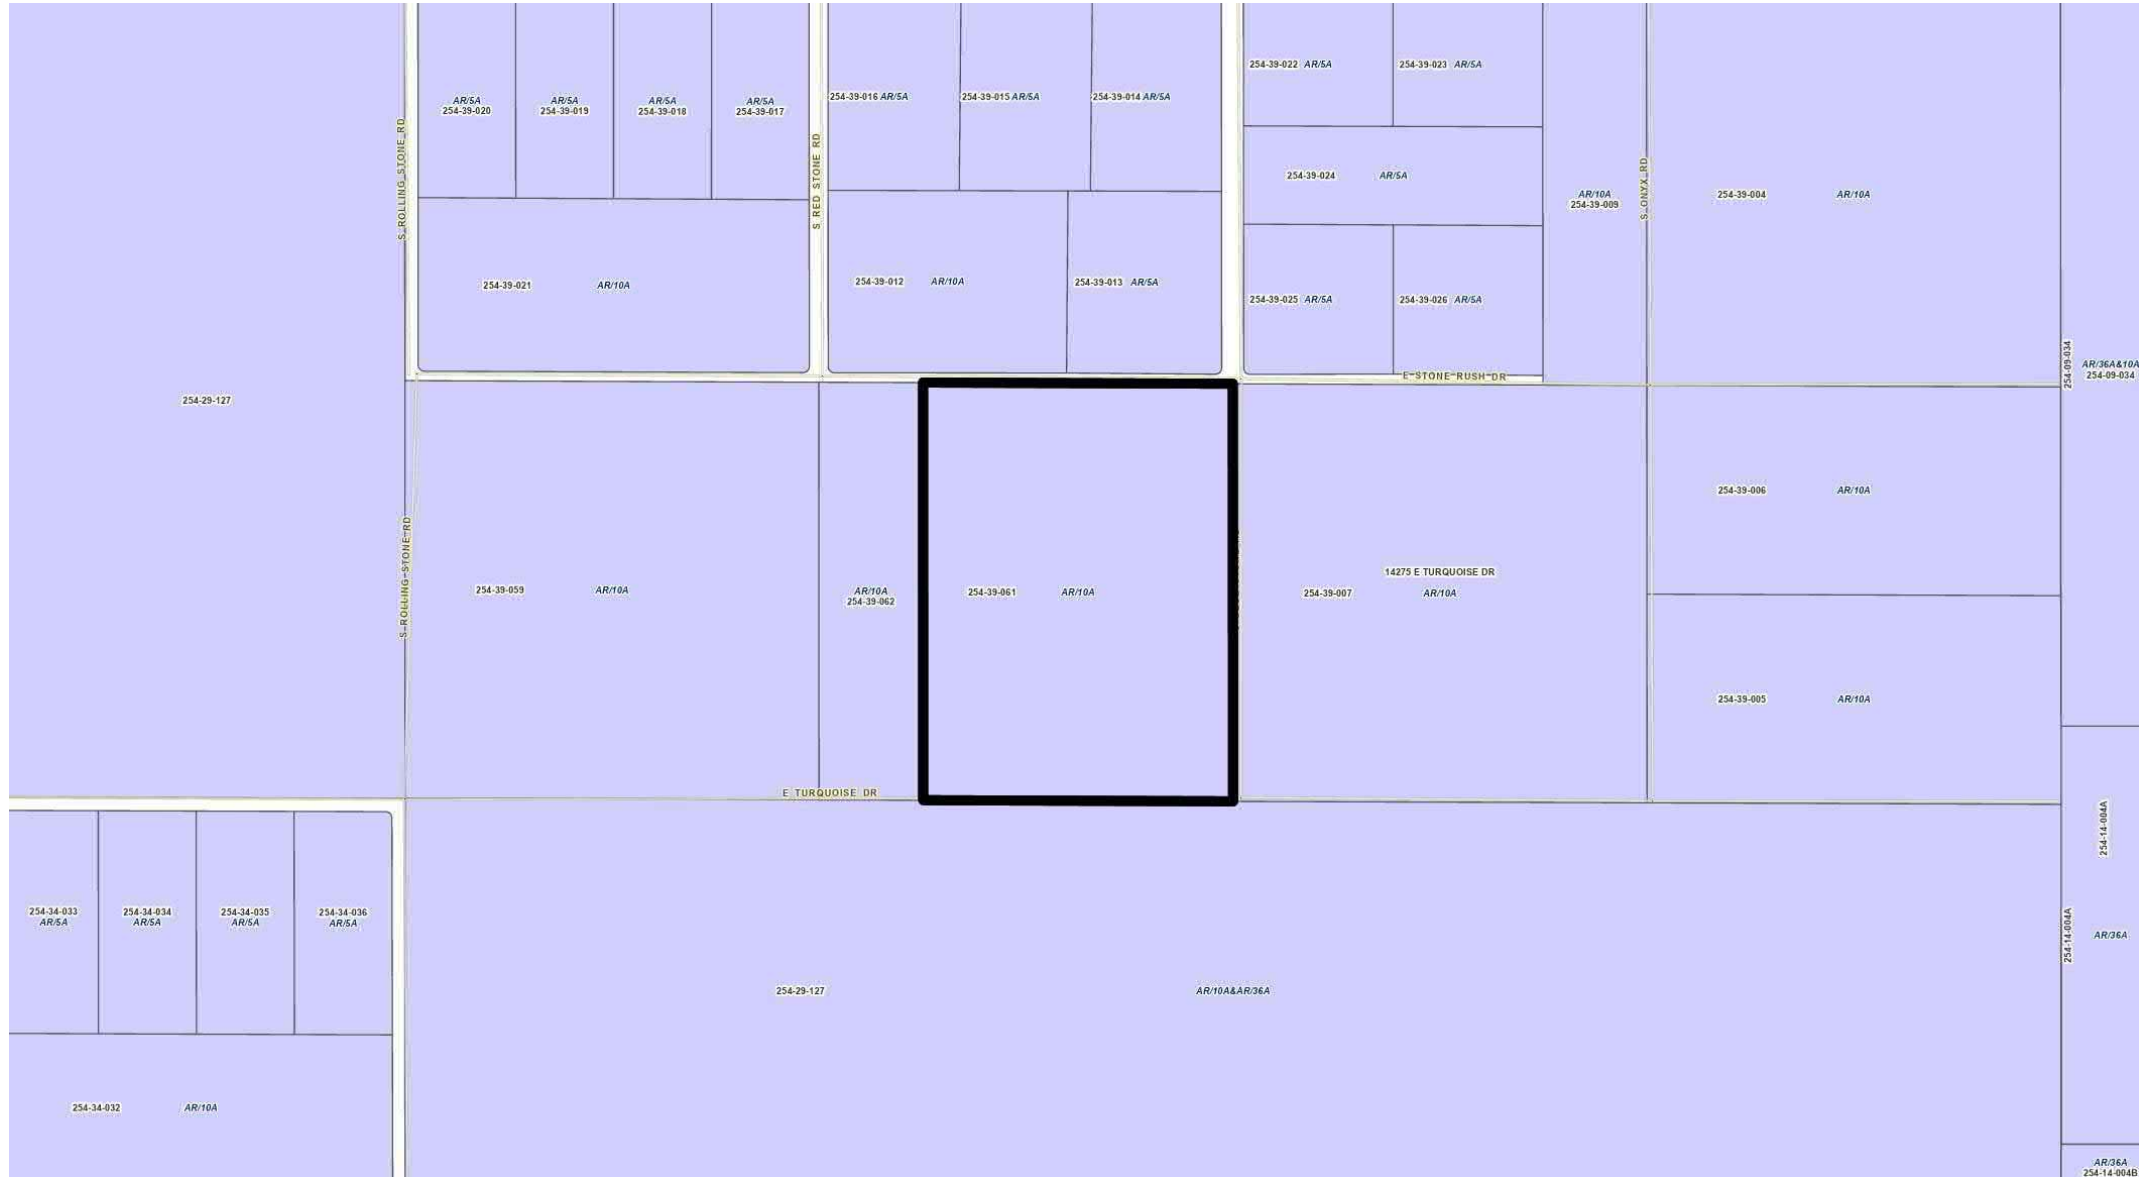 254-39-022 AR/5A
254-39-023 AR/5A
AR/5A
254-39-020
AR/5A
254-39-019
AR/5A
254-39-018
AR/5A
254-39-017
254-39-016 AR/5A
254-39-015 AR/5A
254-39-014 AR/5A
S ROLLING STONE RD
S RED STONE RD
254-39-024 AR/5A
AR/10A
254-39-009
S ONYX RD
254-39-004 AR/10A
254-39-021 AR/10A
254-39-012 AR/10A
254-39-013 AR/5A
254-39-025 AR/5A
254-39-026 AR/5A
E STONE RUSH DR
254-09-034
AR/36A&10A
254-09-034
254-29-127
254-39-006 AR/10A
S ROLLING STONE RD
254-39-059 AR/10A
AR/10A
254-39-062
254-39-061 AR/10A
14275 E TURQUOISE DR
254-39-007 AR/10A
254-39-005 AR/10A
E TURQUOISE DR
254-14-004A
254-34-033
AR/5A
254-34-034
AR/5A
254-34-035
AR/5A
254-34-036
AR/5A
254-14-004A
AR/36A
254-29-127 AR/10A&AR/36A
254-34-032 AR/10A
AR/36A
254-14-004B